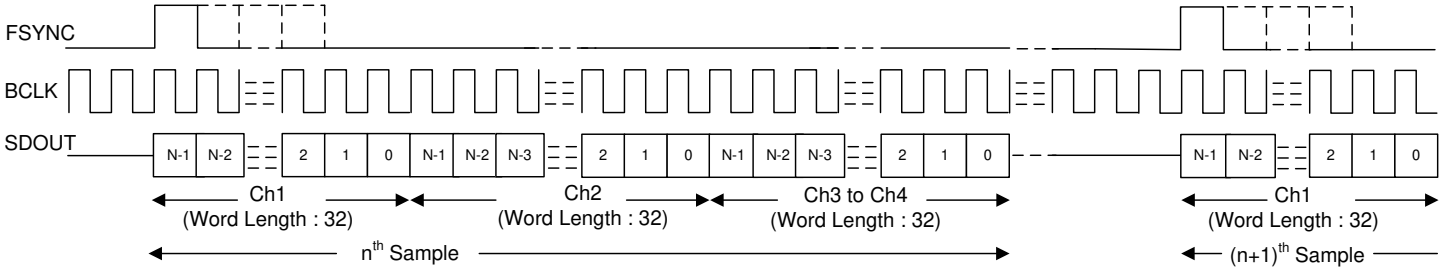 FSYNC
BCLK
SDOUT
N-1 N-2 2 1 0 N-1 N-2 N-3 2 1 0 N-1 N-2 N-3 2 1 0 N-1 N-2 2 1 0
Ch1 Ch2 Ch3 to Ch4 Ch1
(Word Length : 32) (Word Length : 32) (Word Length : 32) (Word Length : 32)
nth Sample (n+1)th Sample